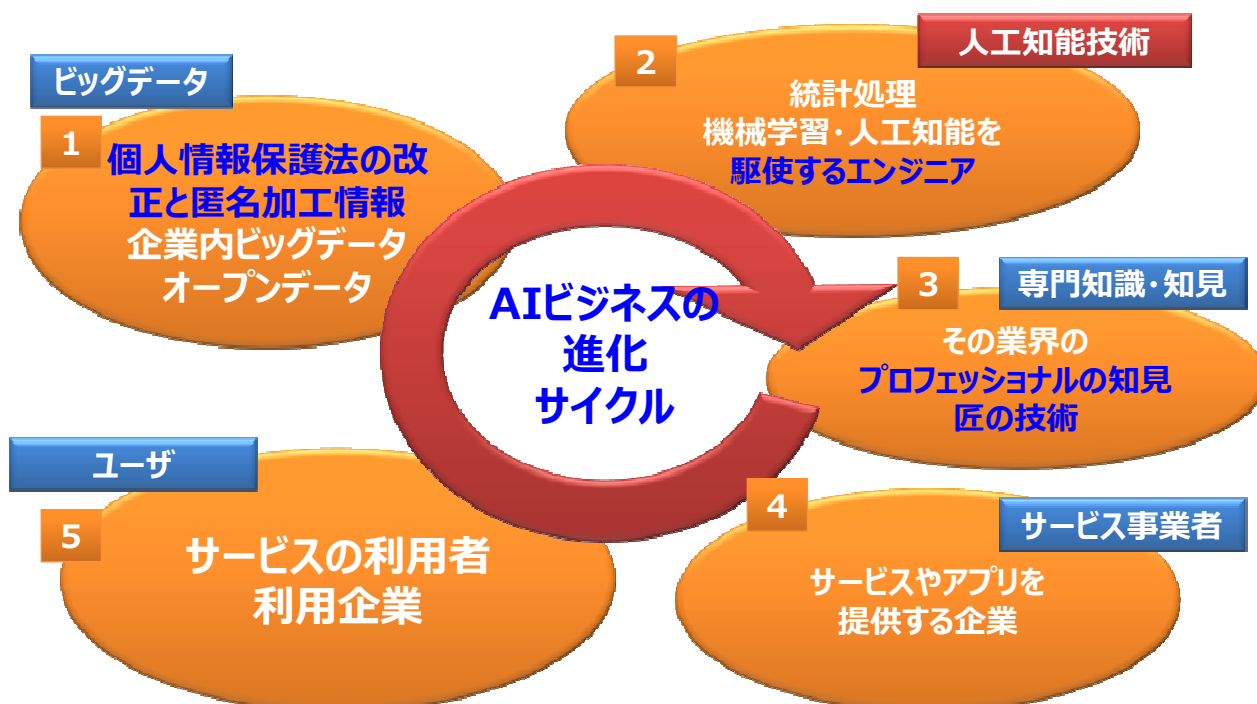 ビッグデータ
1
個人情報保護法の改
正と匿名加工情報
企業内ビッグデータ
オープンデータ
人工知能技術
2
統計処理
機械学習・人工知能を
駆使するエンジニア
専門知識・知見
3
その業界の
プロフェッショナルの知見
匠の技術
AIビジネスの
進化
サイクル
サービス事業者
4
サービスやアプリを
提供する企業
ユーザ
5
サービスの利用者
利用企業